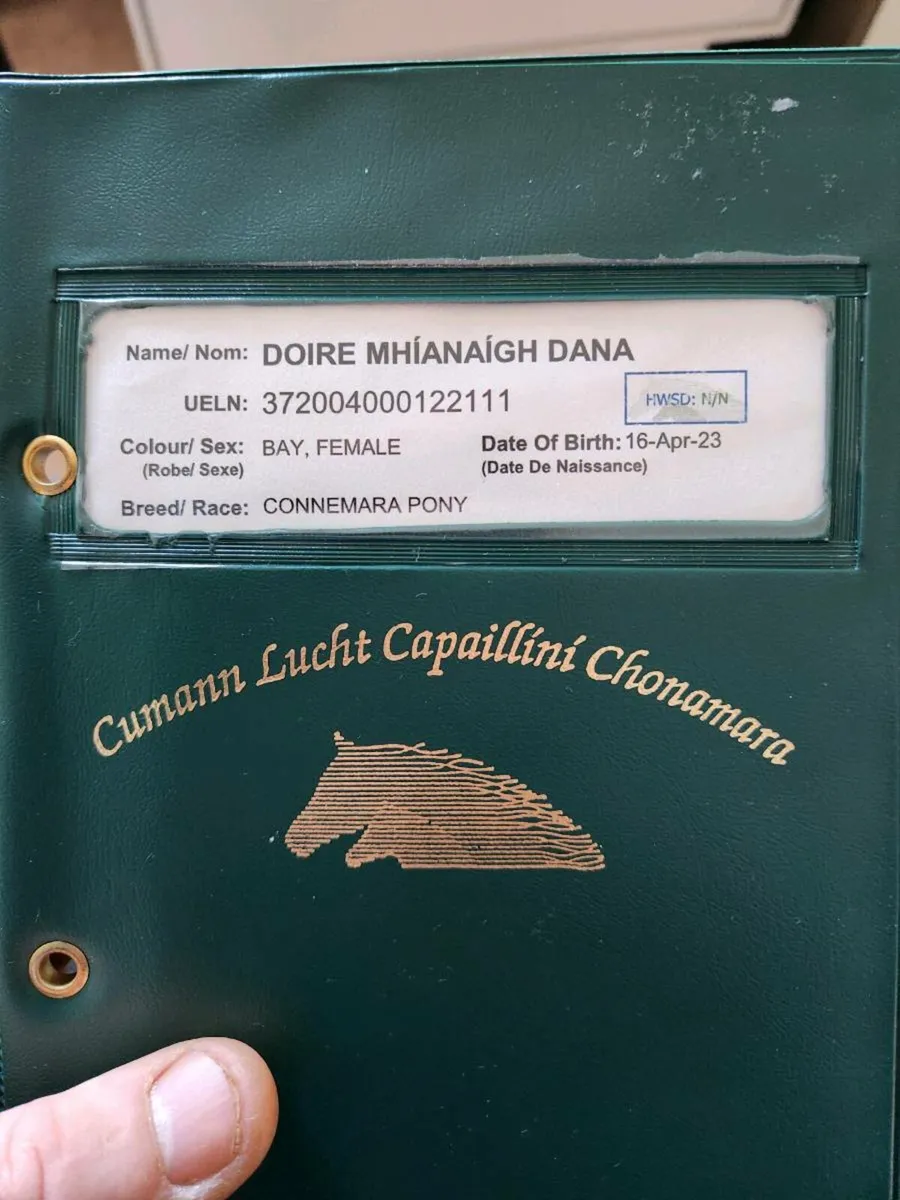 Name/ Nom: DOIRE MHÍANAÍGH DANA
UELN: 372004000122111
HWSD: N/N
Colour/ Sex: BAY, FEMALE
(Robe/ Sexe)
Date Of Birth: 16-Apr-23
(Date De Naissance)
Breed/ Race: CONNEMARA PONY
Cumann Lucht Capaillíní Chonamara